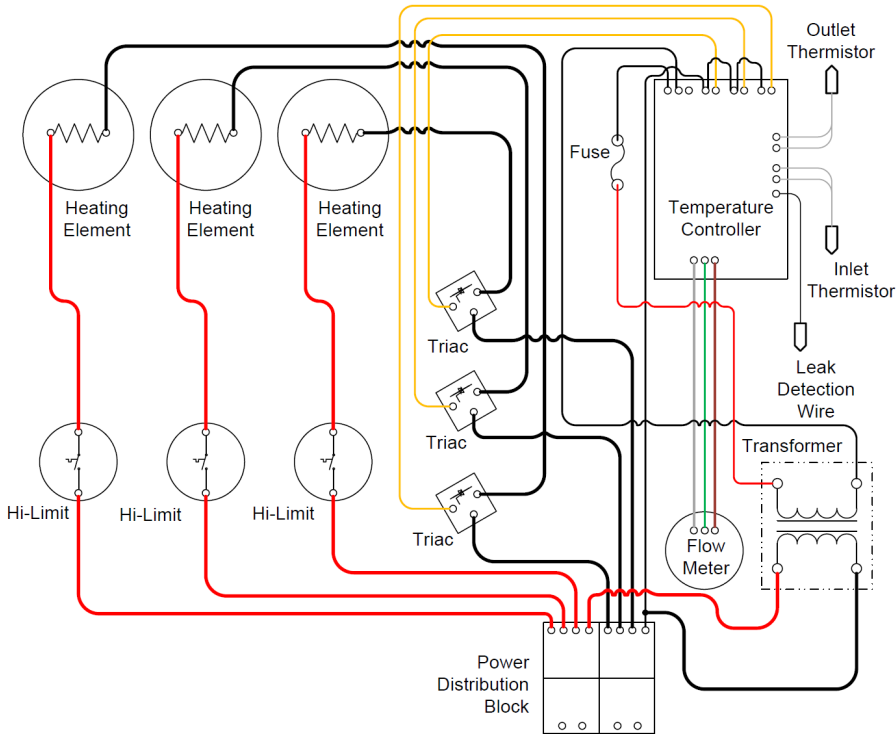 Outlet
Thermistor
Fuse
Heating
Element
Heating
Element
Heating
Element
Temperature
Controller
Inlet
Thermistor
Triac
Leak
Detection
Wire
Triac
Transformer
Hi-Limit
Hi-Limit
Hi-Limit
Triac
Flow
Meter
Power
Distribution
Block